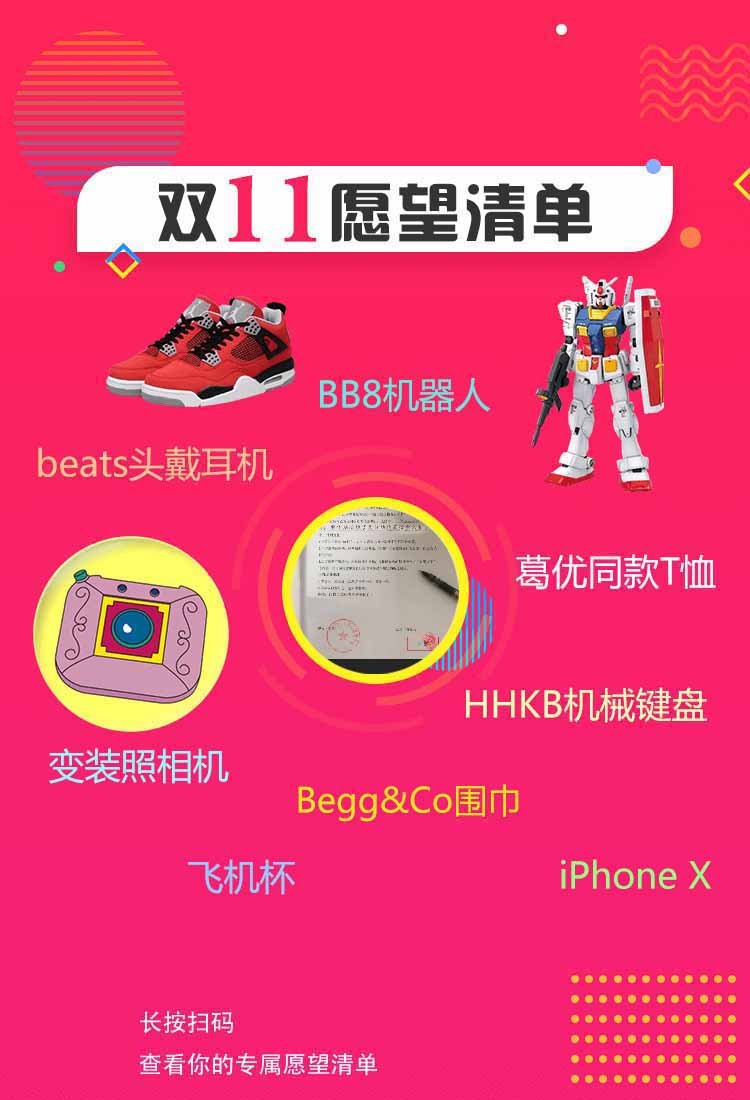 双11愿望清单
BB8机器人
beats头戴耳机
葛优同款T恤
HHKB机械键盘
变装照相机
Begg&Co围巾
飞机杯
iPhone X
长按扫码
查看你的专属愿望清单